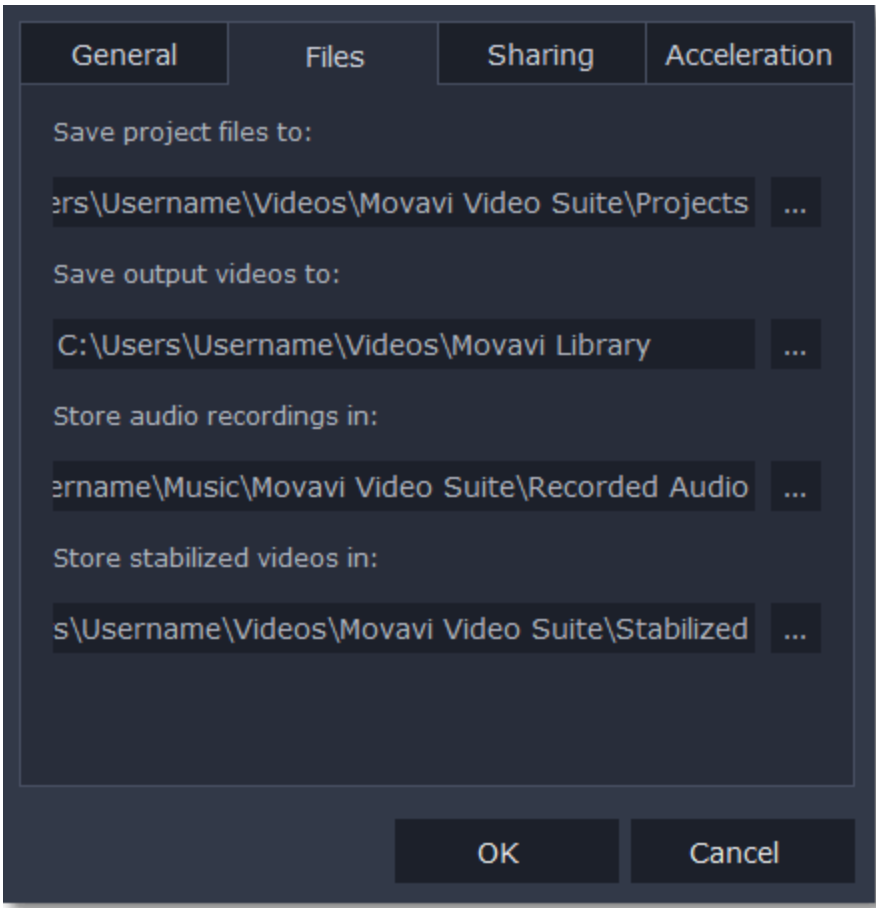 General Files Sharing Acceleration
Save project files to:
ers\Username\Videos\Movavi Video Suite\Projects ...
Save output videos to:
C:\Users\Username\Videos\Movavi Library ...
Store audio recordings in:
ername\Music\Movavi Video Suite\Recorded Audio ...
Store stabilized videos in:
s\Username\Videos\Movavi Video Suite\Stabilized ...
OK Cancel